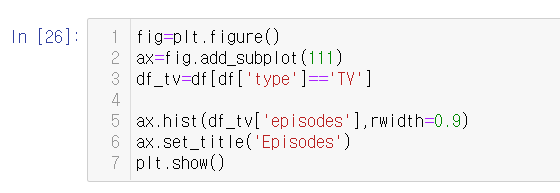 In [26]:
1 fig=plt.figure()
2 ax=fig.add_subplot(111)
3 df_tv=df[df['type']=='TV']
4
5 ax.hist(df_tv['episodes'],rwidth=0.9)
6 ax.set_title('Episodes')
7 plt.show()